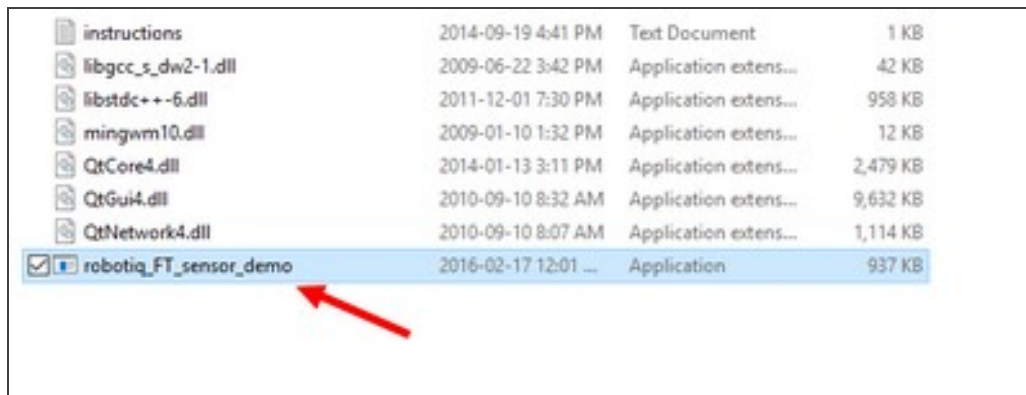 instructions 2014-09-19 4:41 PM Text Document 1 KB
libgcc_s_dw2-1.dll 2009-06-22 3:42 PM Application extens... 42 KB
libstdc++-6.dll 2011-12-01 7:30 PM Application extens... 958 KB
mingwm10.dll 2009-01-10 1:32 PM Application extens... 12 KB
QtCore4.dll 2014-01-13 3:11 PM Application extens... 2,479 KB
QtGui4.dll 2010-09-10 8:32 AM Application extens... 9,632 KB
QtNetwork4.dll 2010-09-10 8:07 AM Application extens... 1,114 KB
robotiq_FT_sensor_demo 2016-02-17 12:01 ... Application 937 KB